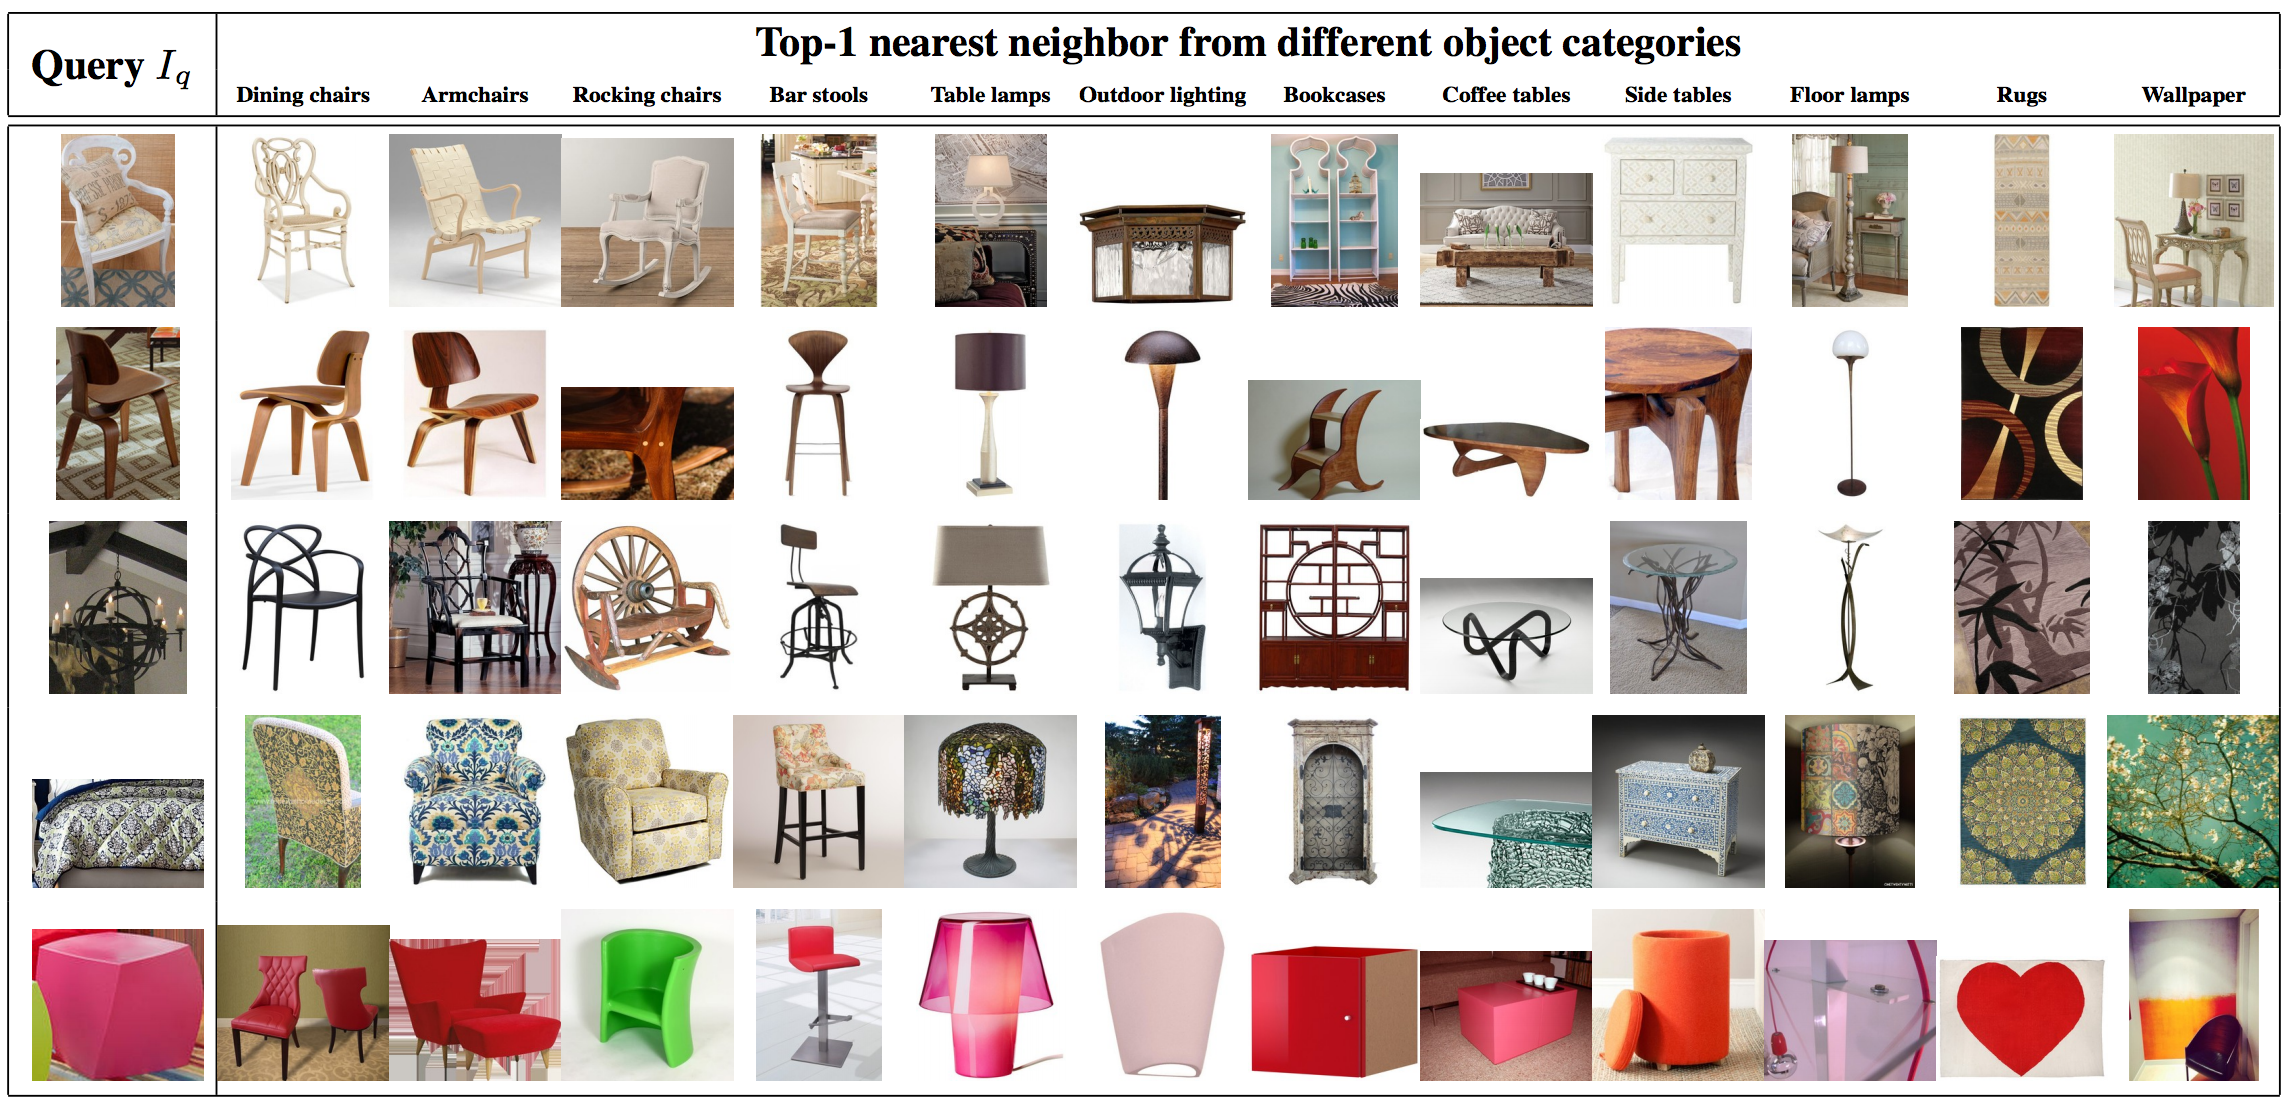 Query I_q
Top-1 nearest neighbor from different object categories
Dining chairs Armchairs Rocking chairs Bar stools Table lamps Outdoor lighting Bookcases Coffee tables Side tables Floor lamps Rugs Wallpaper